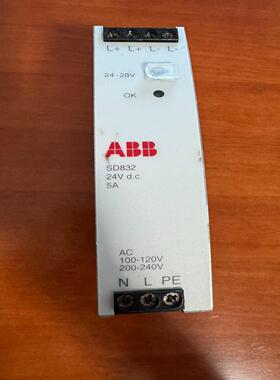 L+ L+ L- L-
24-28V
OK
ABB
SD832
24V d.c.
5A
AC
100-120V
200-240V
N L PE